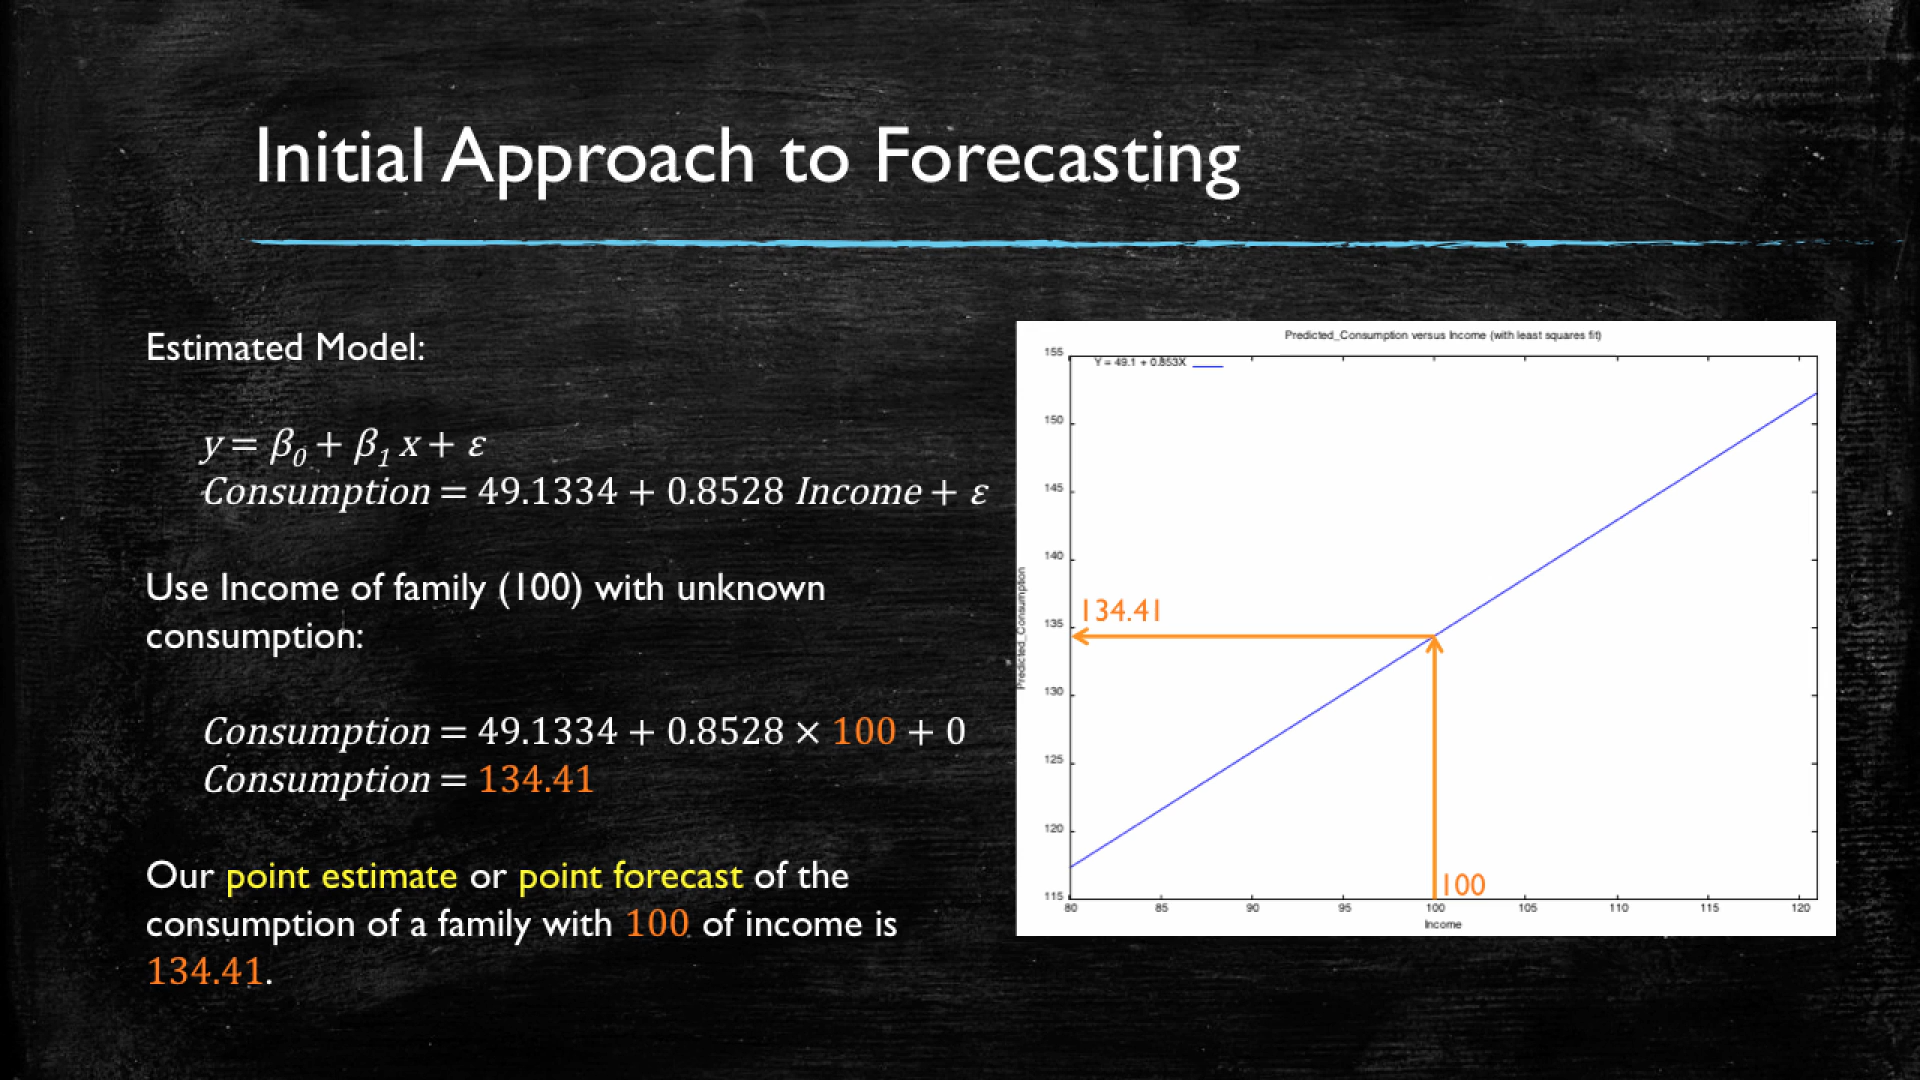 Initial Approach to Forecasting
Estimated Model:
y = β₀ + β₁ x + ε
Consumption = 49.1334 + 0.8528 Income + ε
Use Income of family (100) with unknown
consumption:
Consumption = 49.1334 + 0.8528 × 100 + 0
Consumption = 134.41
Our point estimate or point forecast of the
consumption of a family with 100 of income is
134.41.
Predicted_Consumption versus Income (with least squares fit)
Y = 49.1 + 0.853X
155
150
145
140
135
130
125
120
115
Predicted_Consumption
134.41
100
80 85 90 95 100 105 110 115 120
Income